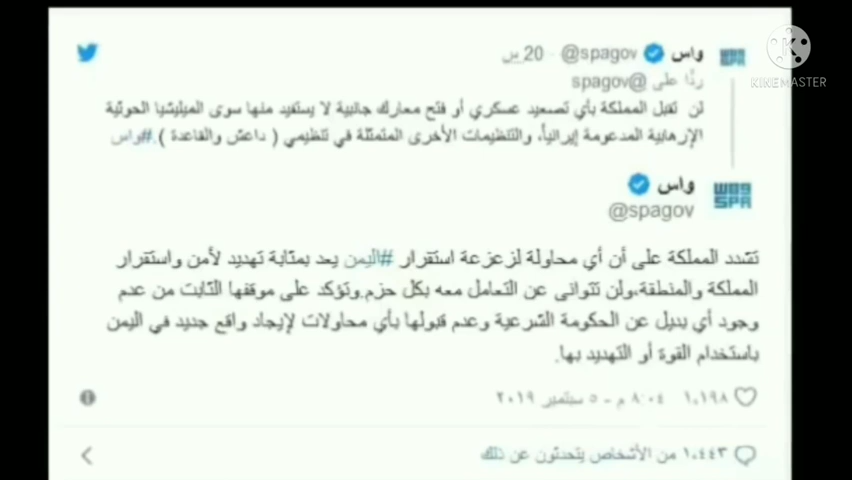 واس @spagov · 20 س
WAS SPA
ردًّا على @spagov
لن تقبل المملكة بأي تصعيد عسكري أو فتح معارك جانبية لا يستفيد منها سوى الميليشيا الحوثية
الإرهابية المدعومة إيرانياً، والتنظيمات الأخرى المتمثلة في تنظيمي ( داعش والقاعدة ).#واس
واس
WAS SPA
@spagov
تشدد المملكة على أن أي محاولة لزعزعة استقرار #اليمن يعد بمثابة تهديد لأمن واستقرار
المملكة والمنطقة،ولن تتوانى عن التعامل معه بكل حزم.وتؤكد على موقفها الثابت من عدم
وجود أي بديل عن الحكومة الشرعية وعدم قبولها بأي محاولات لإيجاد واقع جديد في اليمن
باستخدام القوة أو التهديد بها.
١،١٩٨ ٨:٠٤ م - ٥ سبتمبر ٢٠١٩
١،٤٤٣ من الأشخاص يتحدثون عن ذلك
K
KINEMASTER